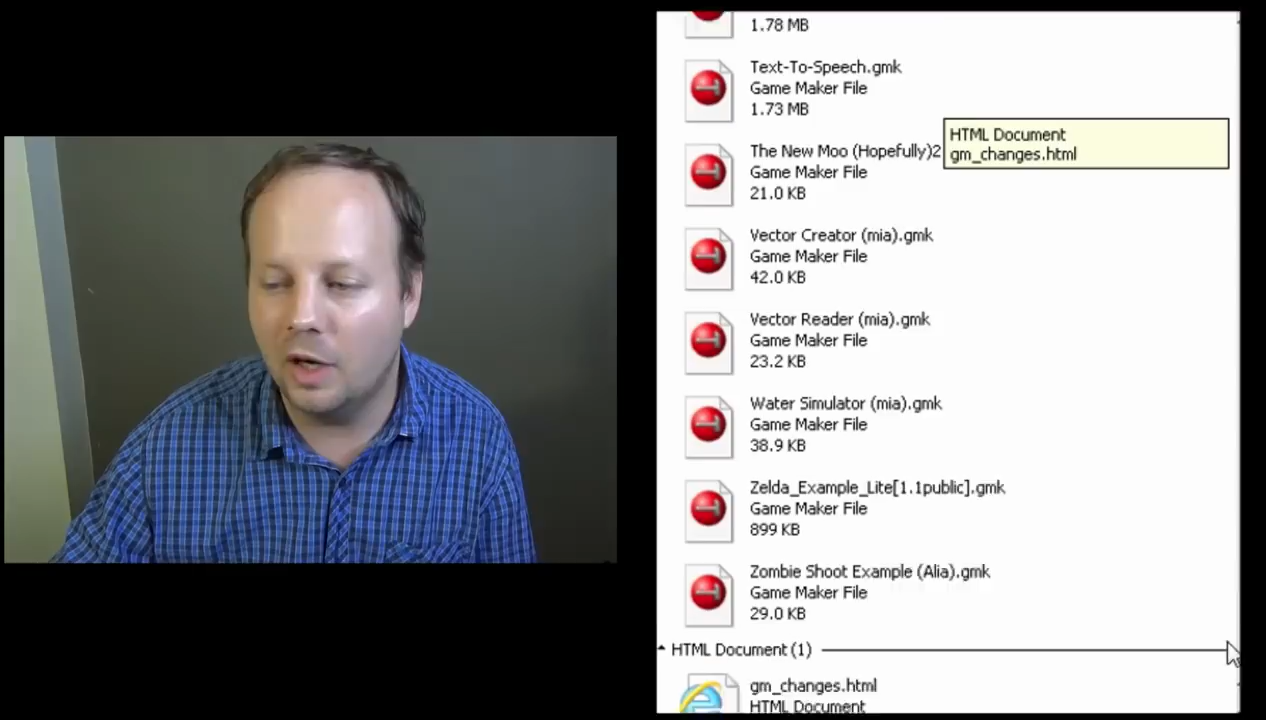 1.78 MB
Text-To-Speech.gmk
Game Maker File
1.73 MB
HTML Document
gm_changes.html
The New Moo (Hopefully)2
Game Maker File
21.0 KB
Vector Creator (mia).gmk
Game Maker File
42.0 KB
Vector Reader (mia).gmk
Game Maker File
23.2 KB
Water Simulator (mia).gmk
Game Maker File
38.9 KB
Zelda_Example_Lite[1.1public].gmk
Game Maker File
899 KB
Zombie Shoot Example (Alia).gmk
Game Maker File
29.0 KB
HTML Document (1)
gm_changes.html
HTML Document